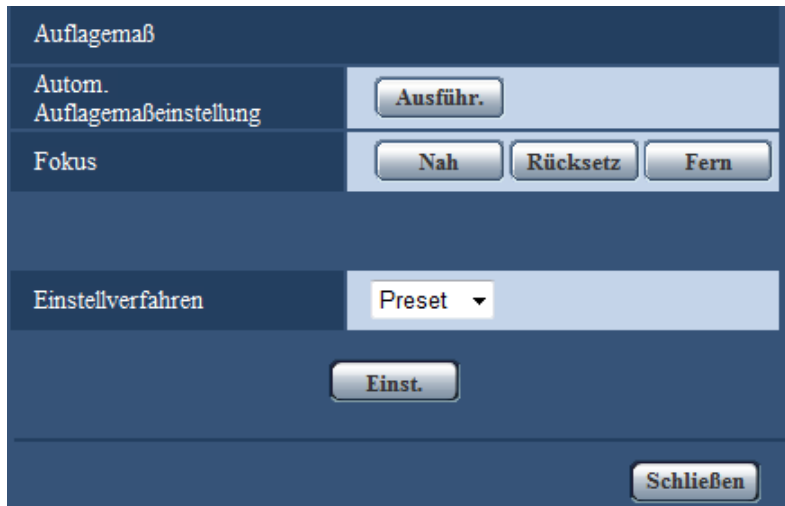 Auflagemaß
Autom.
Auflagemaßeinstellung
Ausführ.
Fokus
Nah Rücksetz Fern
Einstellverfahren
Preset
Einst.
Schließen